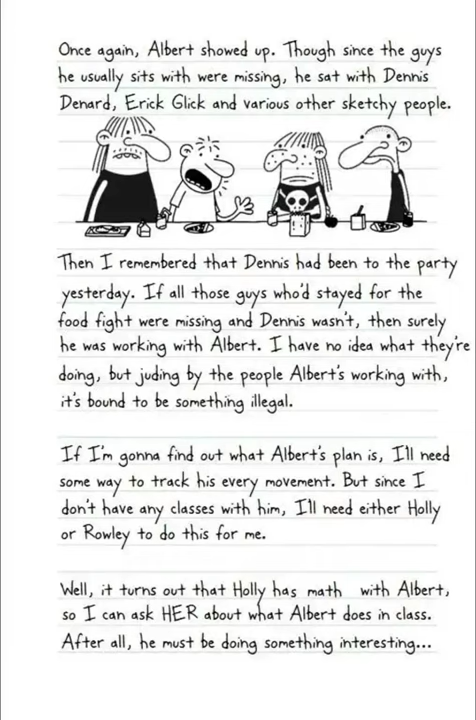 Once again, Albert showed up. Though since the guys
he usually sits with were missing, he sat with Dennis
Denard, Erick Glick and various other sketchy people.
Then I remembered that Dennis had been to the party
yesterday. If all those guys who'd stayed for the
food fight were missing and Dennis wasn't, then surely
he was working with Albert. I have no idea what they're
doing, but juding by the people Albert's working with,
it's bound to be something illegal.
If I'm gonna find out what Albert's plan is, I'll need
some way to track his every movement. But since I
don't have any classes with him, I'll need either Holly
or Rowley to do this for me.
Well, it turns out that Holly has math with Albert,
so I can ask HER about what Albert does in class.
After all, he must be doing something interesting...